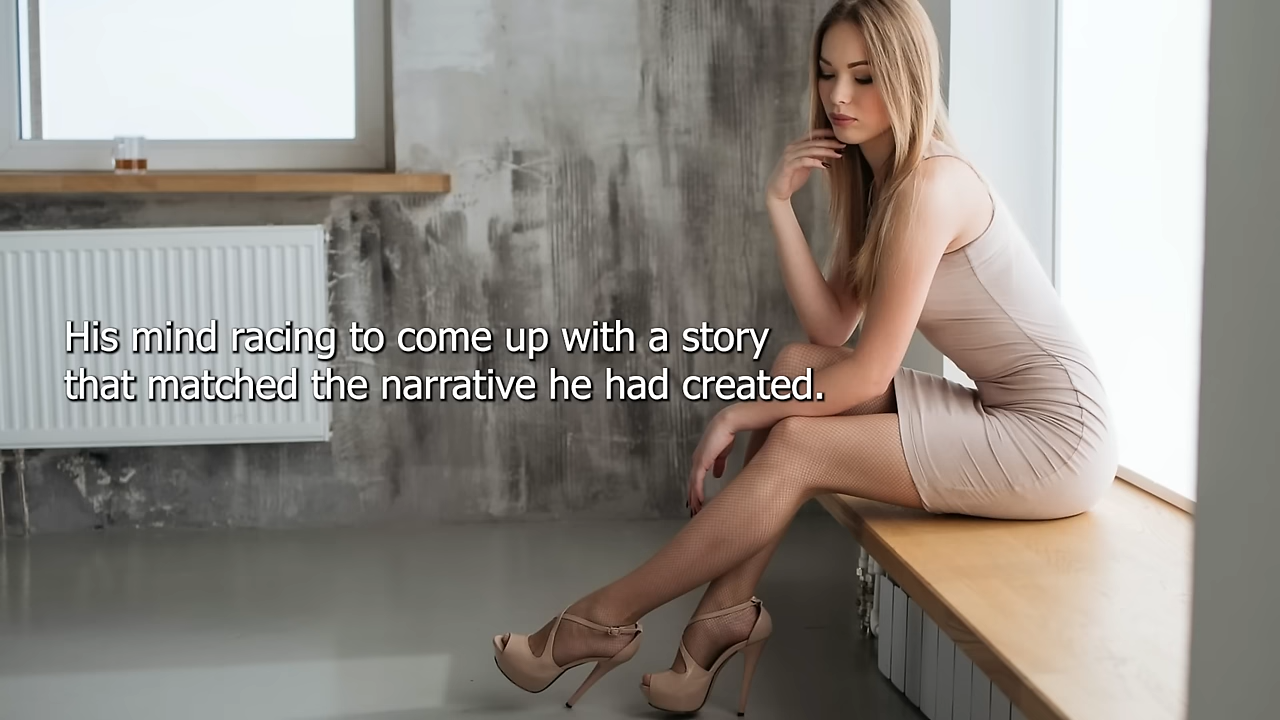 His mind racing to come up with a story
that matched the narrative he had created.